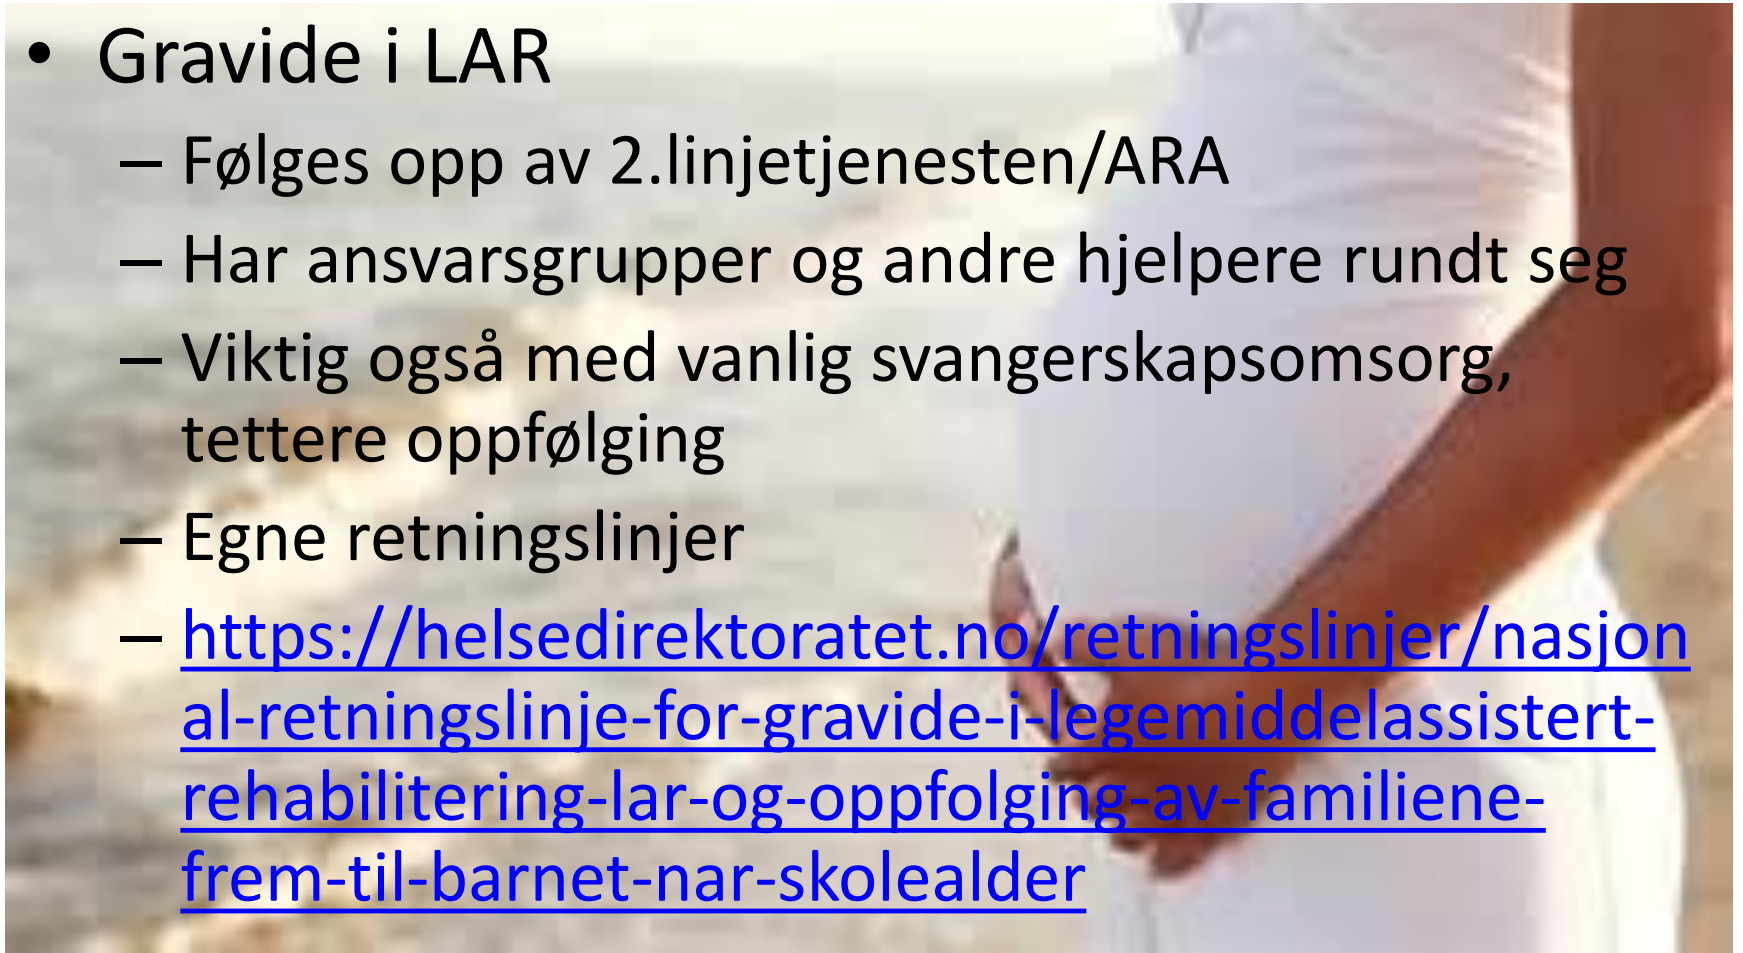 • Gravide i LAR
– Følges opp av 2.linjetjenesten/ARA
– Har ansvarsgrupper og andre hjelpere rundt seg
– Viktig også med vanlig svangerskapsomsorg,
tettere oppfølging
– Egne retningslinjer
– https://helsedirektoratet.no/retningslinjer/nasjon
al-retningslinje-for-gravide-i-legemiddelassistert-
rehabilitering-lar-og-oppfolging-av-familiene-
frem-til-barnet-nar-skolealder